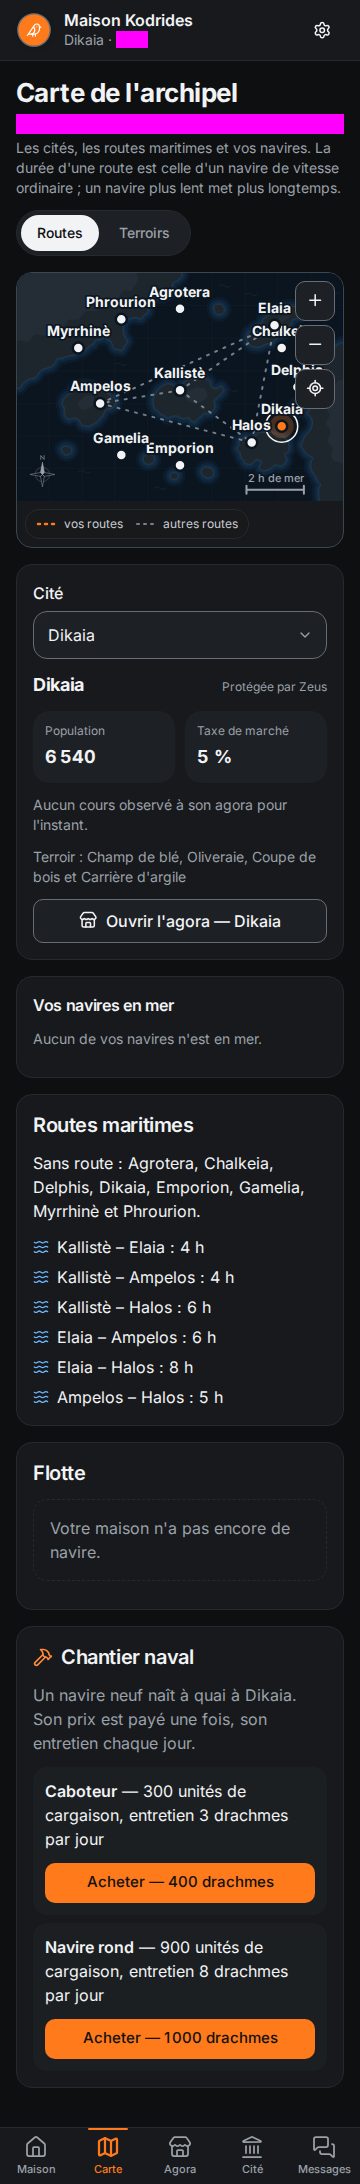 Maison Kodrides
Dikaia ·
Carte de l'archipel
Les cités, les routes maritimes et vos navires. La
durée d'une route est celle d'un navire de vitesse
ordinaire ; un navire plus lent met plus longtemps.
Routes
Terroirs
Agrotera
Phrourion
Elaia
Myrrhinè
Kallistè
Ampelos
Dikaia
Halos
Gamelia
Emporion
N
2 h de mer
vos routes
autres routes
Cité
Dikaia
Dikaia
Protégée par Zeus
Population
6 540
Taxe de marché
5 %
Aucun cours observé à son agora pour
l'instant.
Terroir : Champ de blé, Oliveraie, Coupe de
bois et Carrière d'argile
Ouvrir l'agora — Dikaia
Vos navires en mer
Aucun de vos navires n'est en mer.
Routes maritimes
Sans route : Agrotera, Chalkeia,
Delphis, Dikaia, Emporion, Gamelia,
Myrrhinè et Phrourion.
Kallistè – Elaia : 4 h
Kallistè – Ampelos : 4 h
Kallistè – Halos : 6 h
Elaia – Ampelos : 6 h
Elaia – Halos : 8 h
Ampelos – Halos : 5 h
Flotte
Votre maison n'a pas encore de
navire.
Chantier naval
Un navire neuf naît à quai à Dikaia.
Son prix est payé une fois, son
entretien chaque jour.
Caboteur — 300 unités de
cargaison, entretien 3 drachmes
par jour
Acheter — 400 drachmes
Navire rond — 900 unités de
cargaison, entretien 8 drachmes
par jour
Acheter — 1 000 drachmes
Maison
Carte
Agora
Cité
Messages